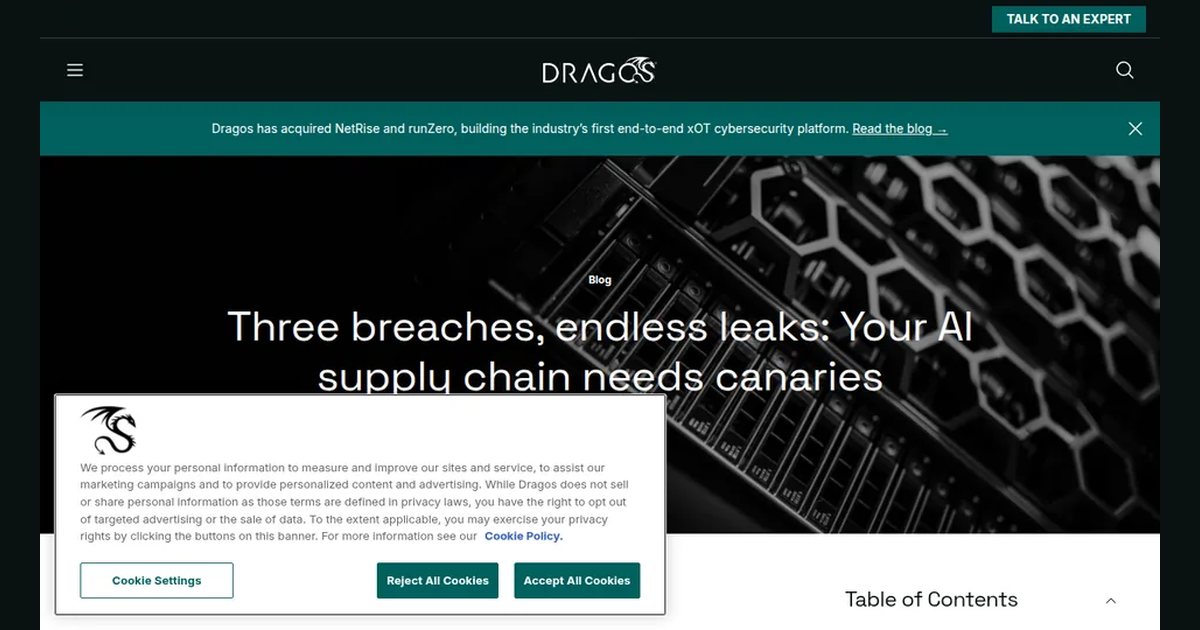 TALK TO AN EXPERT
DRAGOS
Dragos has acquired NetRise and runZero, building the industry's first end-to-end xOT cybersecurity platform. Read the blog →
Blog
Three breaches, endless leaks: Your AI
supply chain needs canaries
We process your personal information to measure and improve our sites and service, to assist our
marketing campaigns and to provide personalized content and advertising. While Dragos does not sell
or share personal information as those terms are defined in privacy laws, you have the right to opt out
of targeted advertising or the sale of data. To the extent applicable, you may exercise your privacy
rights by clicking the buttons on this banner. For more information see our Cookie Policy.
Cookie Settings
Reject All Cookies
Accept All Cookies
Table of Contents